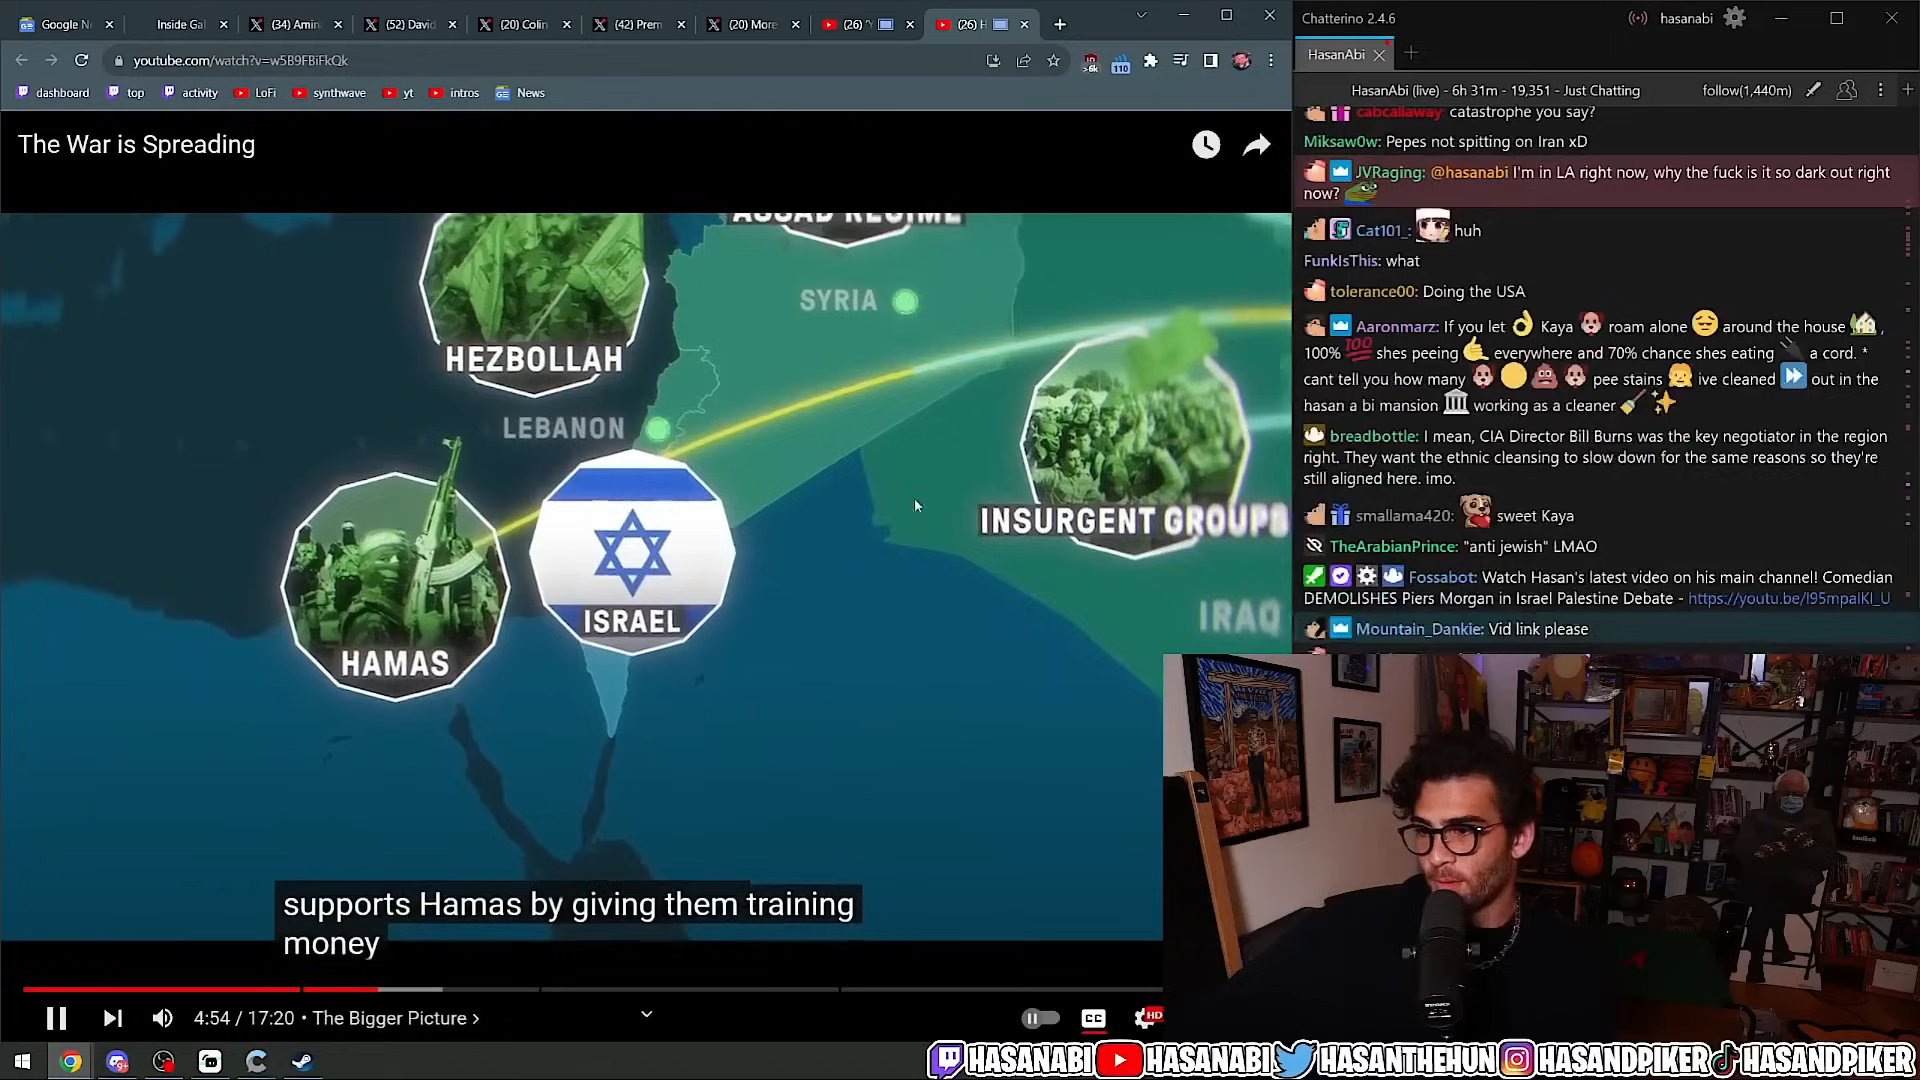 Google Ne
Inside Gal
(34) Amin
(52) David
(20) Colin
(42) Prem
(20) More
(26) "
(26) H
youtube.com/watch?v=w5B9FBiFkQk
>6k
110
dashboard
top
activity
LoFi
synthwave
yt
intros
News
The War is Spreading
ASSAD REGIME
HEZBOLLAH
SYRIA
LEBANON
INSURGENT GROUPS
ISRAEL
HAMAS
IRAQ
supports Hamas by giving them training
money
4:54 / 17:20 • The Bigger Picture >
CC
HD
Chatterino 2.4.6
hasanabi
HasanAbi
HasanAbi (live) - 6h 31m - 19,351 - Just Chatting
follow(1,440m)
cabcallaway: catastrophe you say?
Miksaw0w: Pepes not spitting on Iran xD
JVRaging: @hasanabi I'm in LA right now, why the fuck is it so dark out right
now?
Cat101_: huh
FunkIsThis: what
tolerance00: Doing the USA
Aaronmarz: If you let 👌 Kaya 🐶 roam alone 😔 around the house 🏡,
100% 💯 shes peeing 🤙 everywhere and 70% chance shes eating 🔌 a cord. *
cant tell you how many 🐶 🟡 💩 🐶 pee stains 👧 ive cleaned ⏩ out in the
hasan a bi mansion 🏛 working as a cleaner 🧹 ✨
breadbottle: I mean, CIA Director Bill Burns was the key negotiator in the region
right. They want the ethnic cleansing to slow down for the same reasons so they're
still aligned here. imo.
smallama420: sweet Kaya
TheArabianPrince: "anti jewish" LMAO
Fossabot: Watch Hasan's latest video on his main channel! Comedian
DEMOLISHES Piers Morgan in Israel Palestine Debate - https://youtu.be/I95mpaIKI_U
Mountain_Dankie: Vid link please
HASANABI HASANABI HASANTHEHUN HASANDPIKER HASANDPIKER